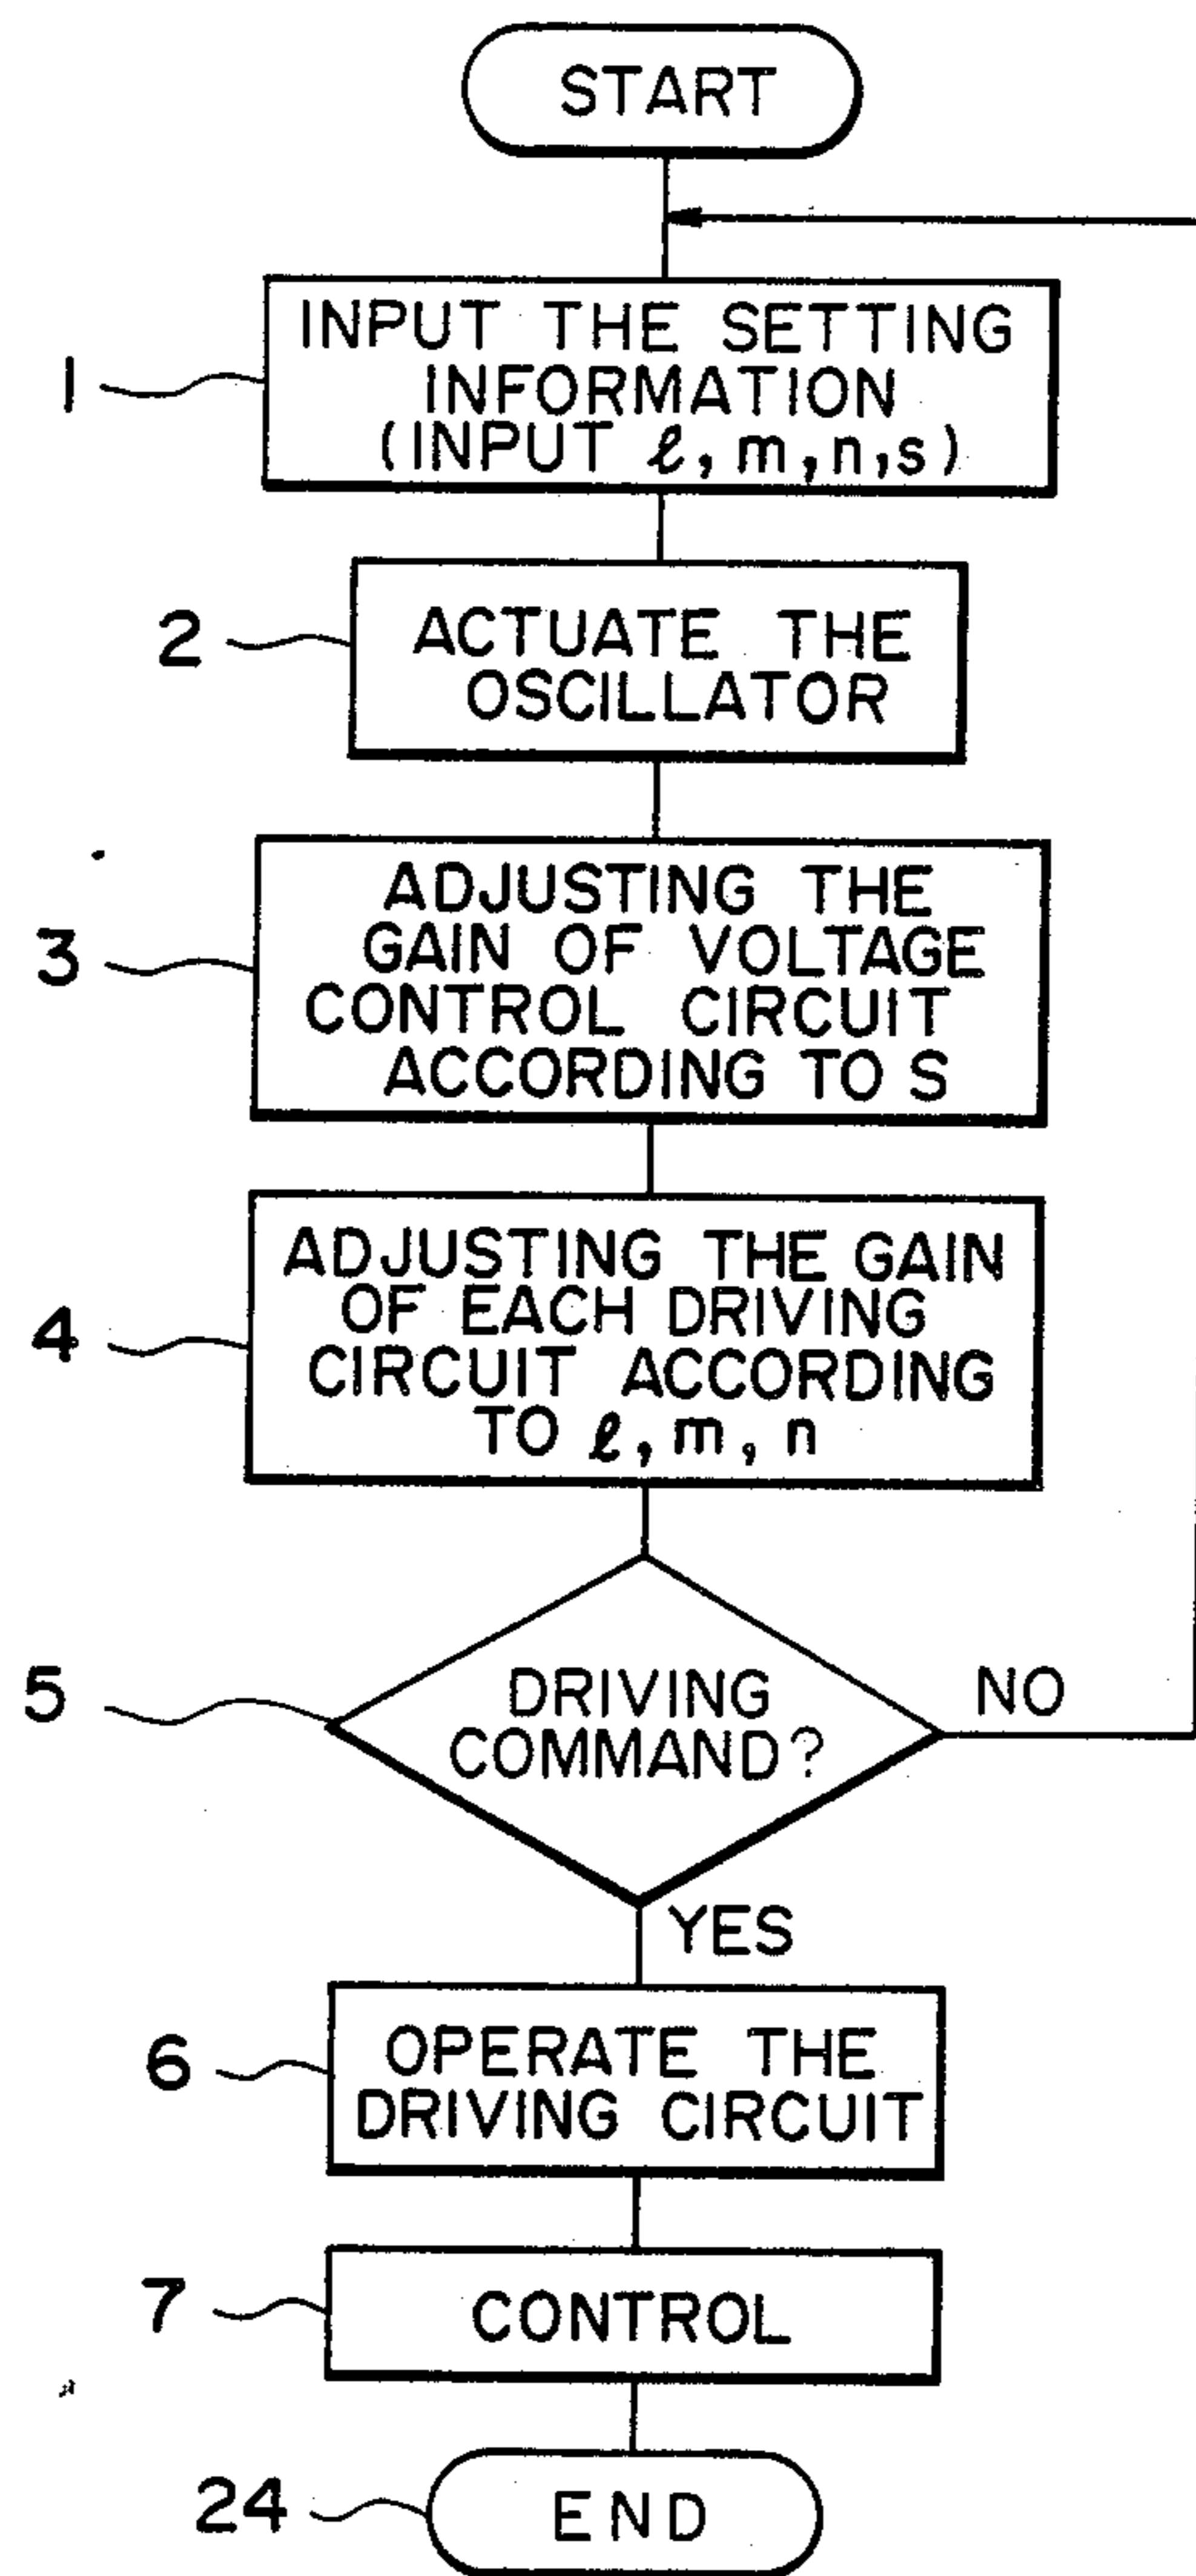 START
1
INPUT THE SETTING
INFORMATION
(INPUT ℓ, m, n, s)
2
ACTUATE THE
OSCILLATOR
3
ADJUSTING THE
GAIN OF VOLTAGE
CONTROL CIRCUIT
ACCORDING TO S
4
ADJUSTING THE GAIN
OF EACH DRIVING
CIRCUIT ACCORDING
TO ℓ, m, n
5
DRIVING
COMMAND?
NO
YES
6
OPERATE THE
DRIVING CIRCUIT
7
CONTROL
24
END